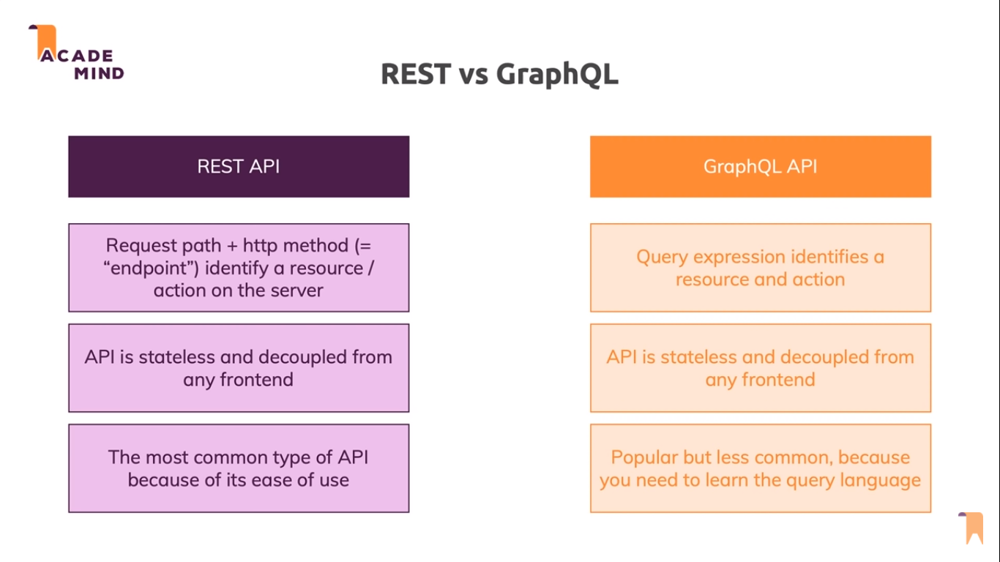 ACADE
MIND
REST vs GraphQL
REST API
Request path + http method (=
“endpoint”) identify a resource /
action on the server
API is stateless and decoupled from
any frontend
The most common type of API
because of its ease of use
GraphQL API
Query expression identifies a
resource and action
API is stateless and decoupled from
any frontend
Popular but less common, because
you need to learn the query language